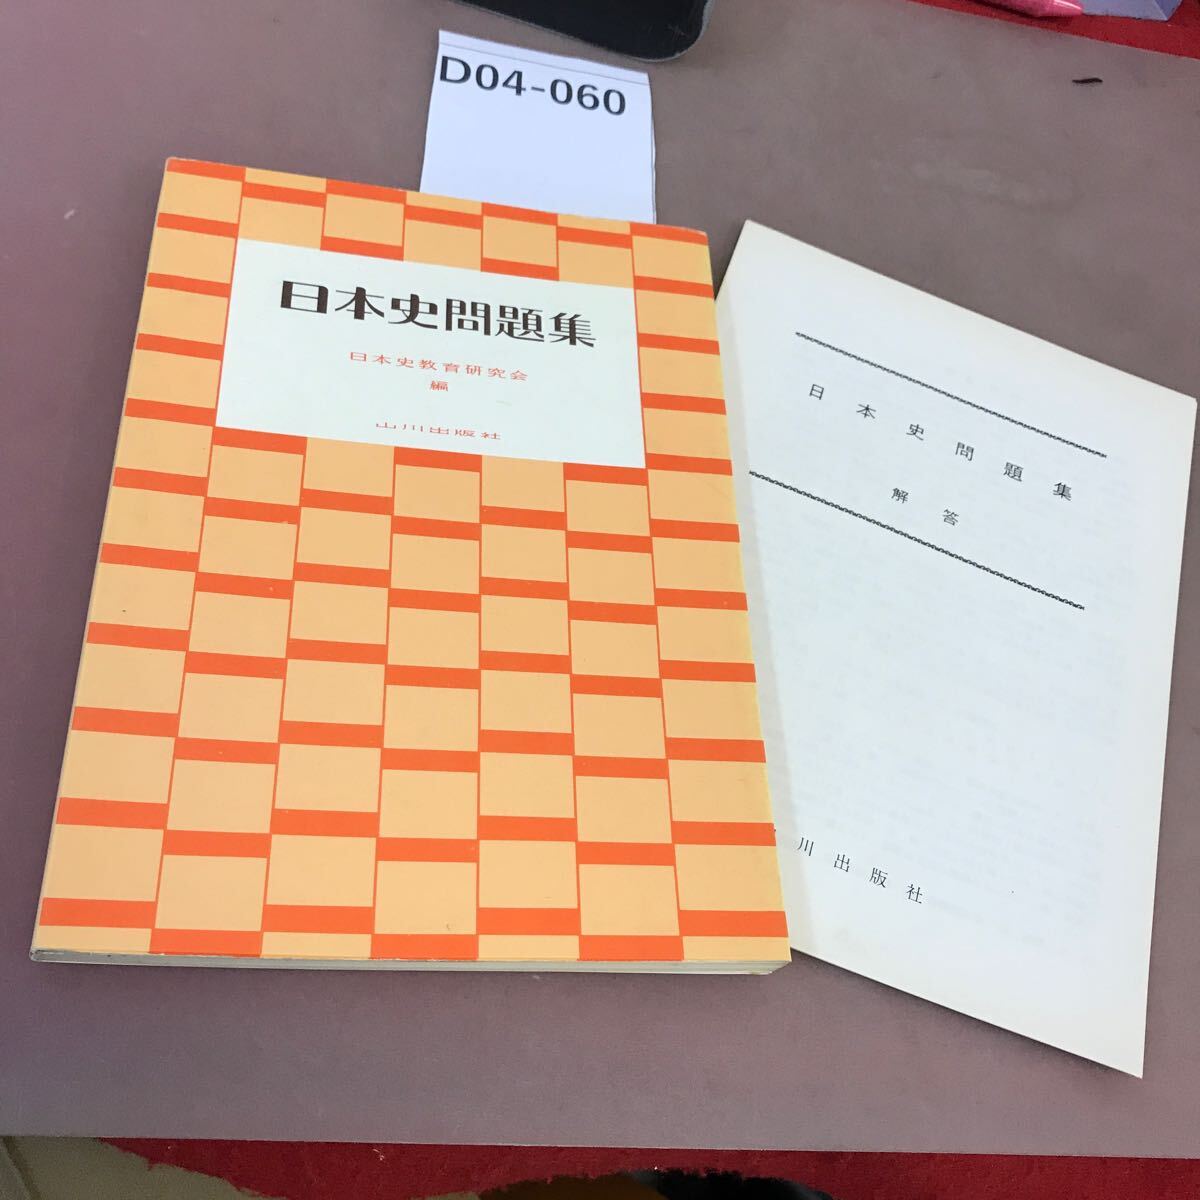 D04-060
日本史問題集
日本史教育研究会
編
山川出版社
日本史問題集
解答
川出版社